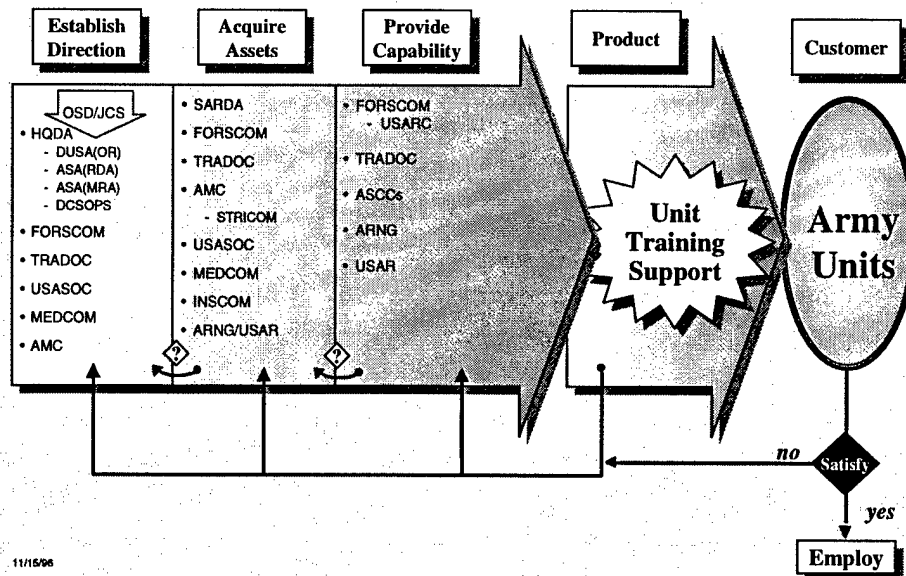 Establish
Direction
Acquire
Assets
Provide
Capability
Product
Customer
OSD/JCS
• HQDA
- DUSA(OR)
- ASA(RDA)
- ASA(MRA)
- DCSOPS
• FORSCOM
• TRADOC
• USASOC
• MEDCOM
• AMC
• SARDA
• FORSCOM
• TRADOC
• AMC
- STRICOM
• USASOC
• MEDCOM
• INSCOM
• ARNG/USAR
• FORSCOM
- USARC
• TRADOC
• ASCCs
• ARNG
• USAR
?
?
Unit
Training
Support
Army
Units
no
Satisfy
yes
Employ
11/15/96